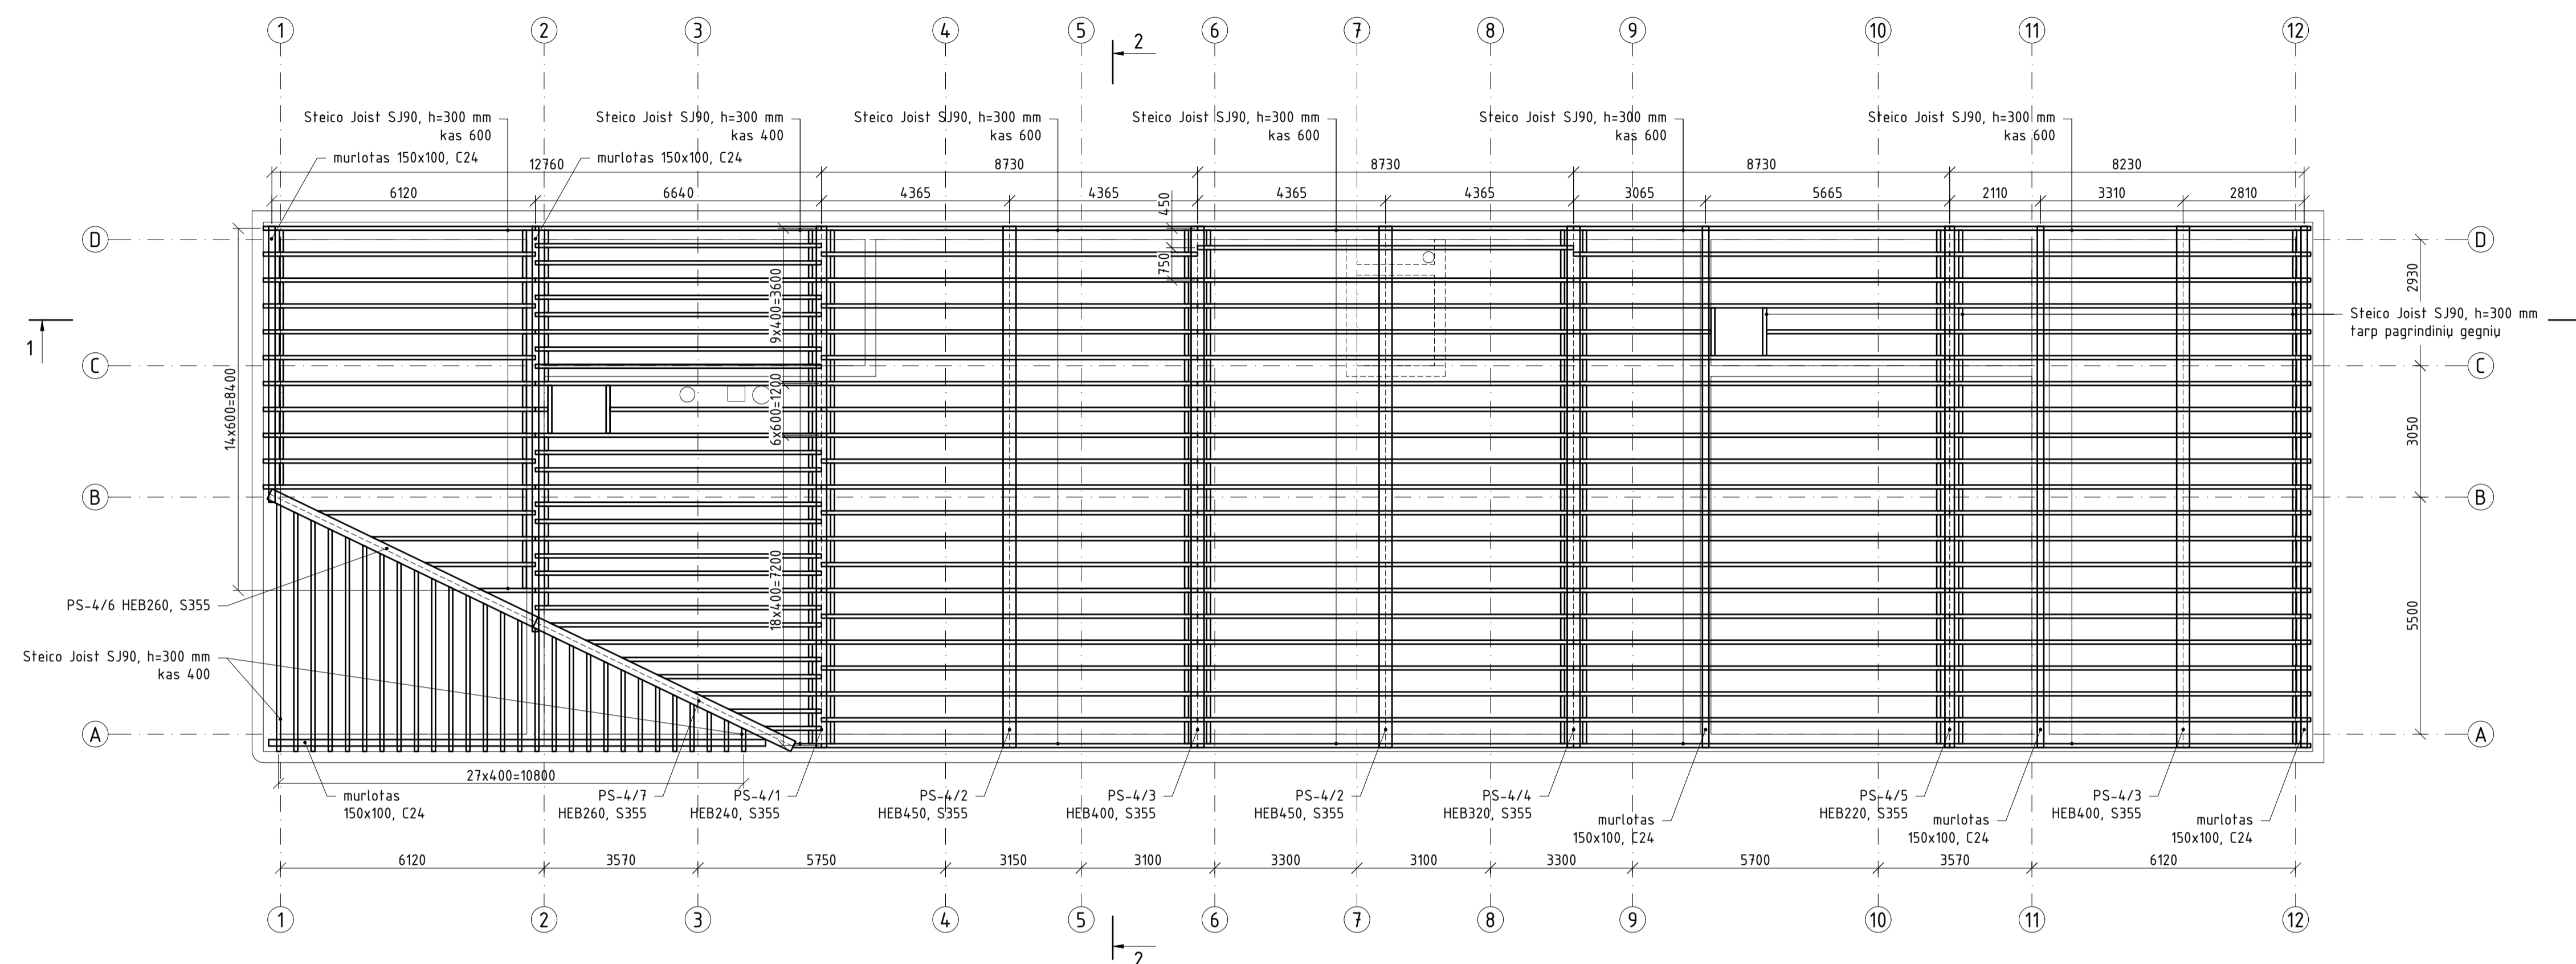 1 2 3 4 5 6 7 8 9 10 11 12
2
Steico Joist SJ90, h=300 mm
kas 600
Steico Joist SJ90, h=300 mm
kas 400
Steico Joist SJ90, h=300 mm
kas 600
Steico Joist SJ90, h=300 mm
kas 600
Steico Joist SJ90, h=300 mm
kas 600
Steico Joist SJ90, h=300 mm
kas 600
murlotas 150x100, C24
murlotas 150x100, C24
12760 8730 8730 8730 8230
6120 6640 4365 4365 4365 4365 3065 5665 2110 3310 2810
450
750
D D
2930
9x400=3600
Steico Joist SJ90, h=300 mm
tarp pagrindinių gegnių
1
C C
14x600=8400
6x600=1200
3050
B B
18x400=7200
5500
PS-4/6 HEB260, S355
Steico Joist SJ90, h=300 mm
kas 400
A A
27x400=10800
murlotas
150x100, C24
PS-4/7
HEB260, S355
PS-4/1
HEB240, S355
PS-4/2
HEB450, S355
PS-4/3
HEB400, S355
PS-4/2
HEB450, S355
PS-4/4
HEB320, S355
murlotas
150x100, C24
PS-4/5
HEB220, S355
murlotas
150x100, C24
PS-4/3
HEB400, S355
murlotas
150x100, C24
6120 3570 5750 3150 3100 3300 3100 3300 5700 3570 6120
1 2 3 4 5 6 7 8 9 10 11 12
2